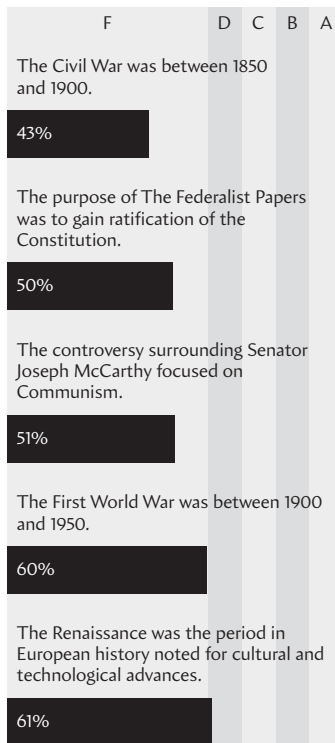 F D C B A
The Civil War was between 1850
and 1900.
43%
The purpose of The Federalist Papers
was to gain ratification of the
Constitution.
50%
The controversy surrounding Senator
Joseph McCarthy focused on
Communism.
51%
The First World War was between 1900
and 1950.
60%
The Renaissance was the period in
European history noted for cultural and
technological advances.
61%